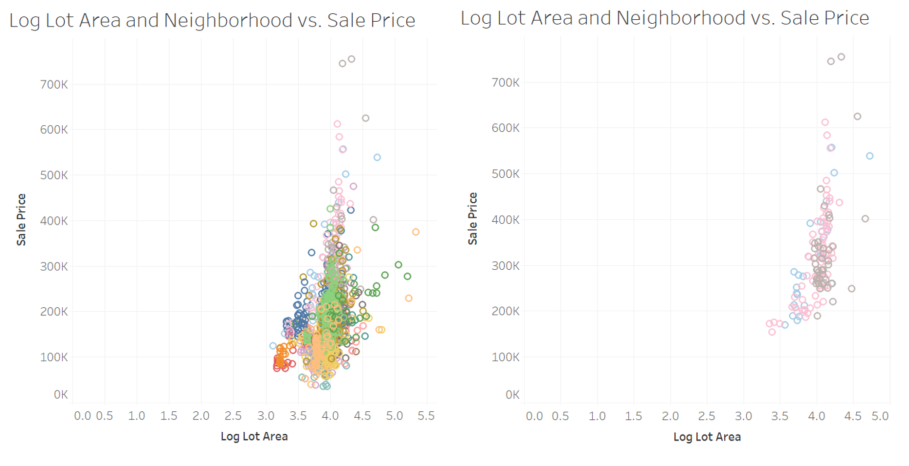 Log Lot Area and Neighborhood vs. Sale Price
700K
600K
500K
400K
300K
200K
100K
0K
Sale Price
0.0 0.5 1.0 1.5 2.0 2.5 3.0 3.5 4.0 4.5 5.0 5.5
Log Lot Area
Log Lot Area and Neighborhood vs. Sale Price
700K
600K
500K
400K
300K
200K
100K
0K
Sale Price
0.0 0.5 1.0 1.5 2.0 2.5 3.0 3.5 4.0 4.5 5.0
Log Lot Area